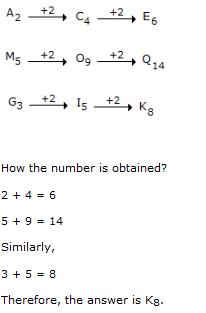 A₂ +2 C₄ +2 E₆
M₅ +2 O₉ +2 Q₁₄
G₃ +2 I₅ +2 K₈
How the number is obtained?
2 + 4 = 6
5 + 9 = 14
Similarly,
3 + 5 = 8
Therefore, the answer is K₈.